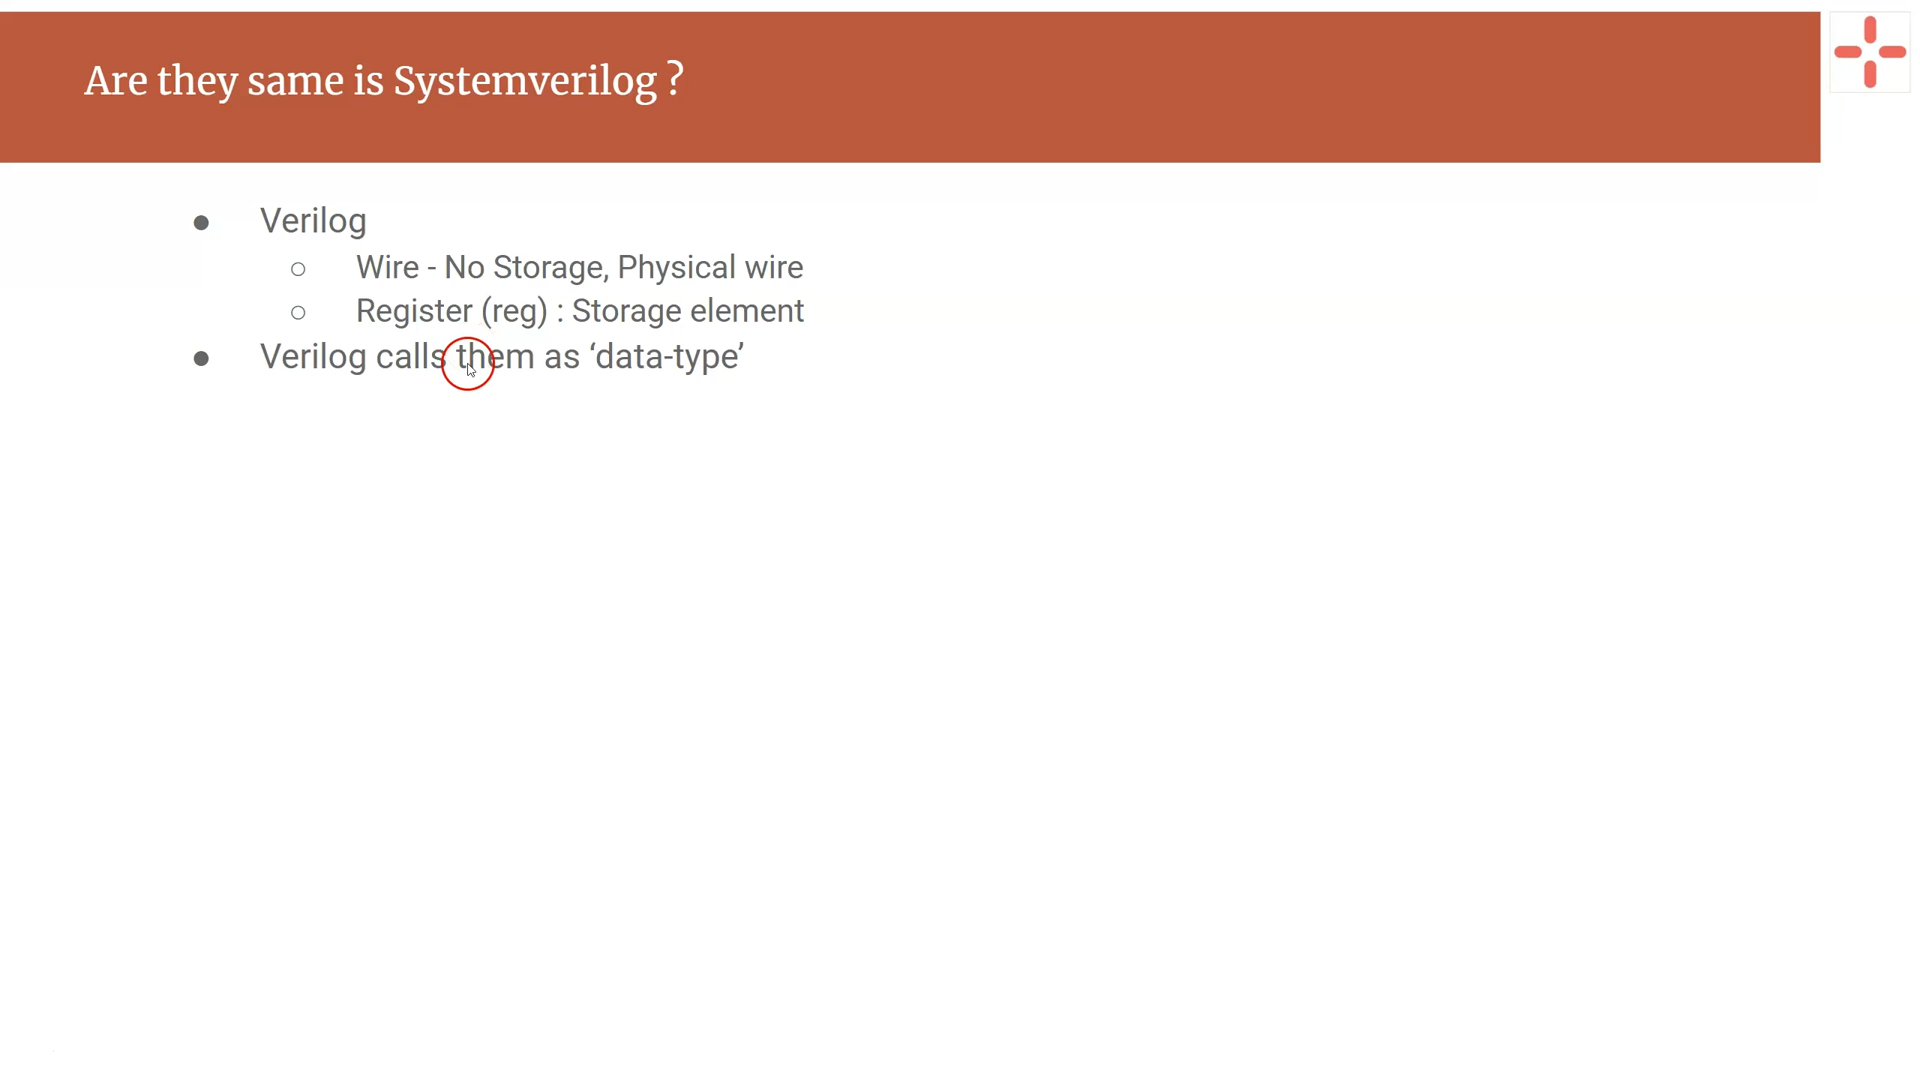 Are they same is Systemverilog ?
● Verilog
○ Wire - No Storage, Physical wire
○ Register (reg) : Storage element
● Verilog calls them as ‘data-type’